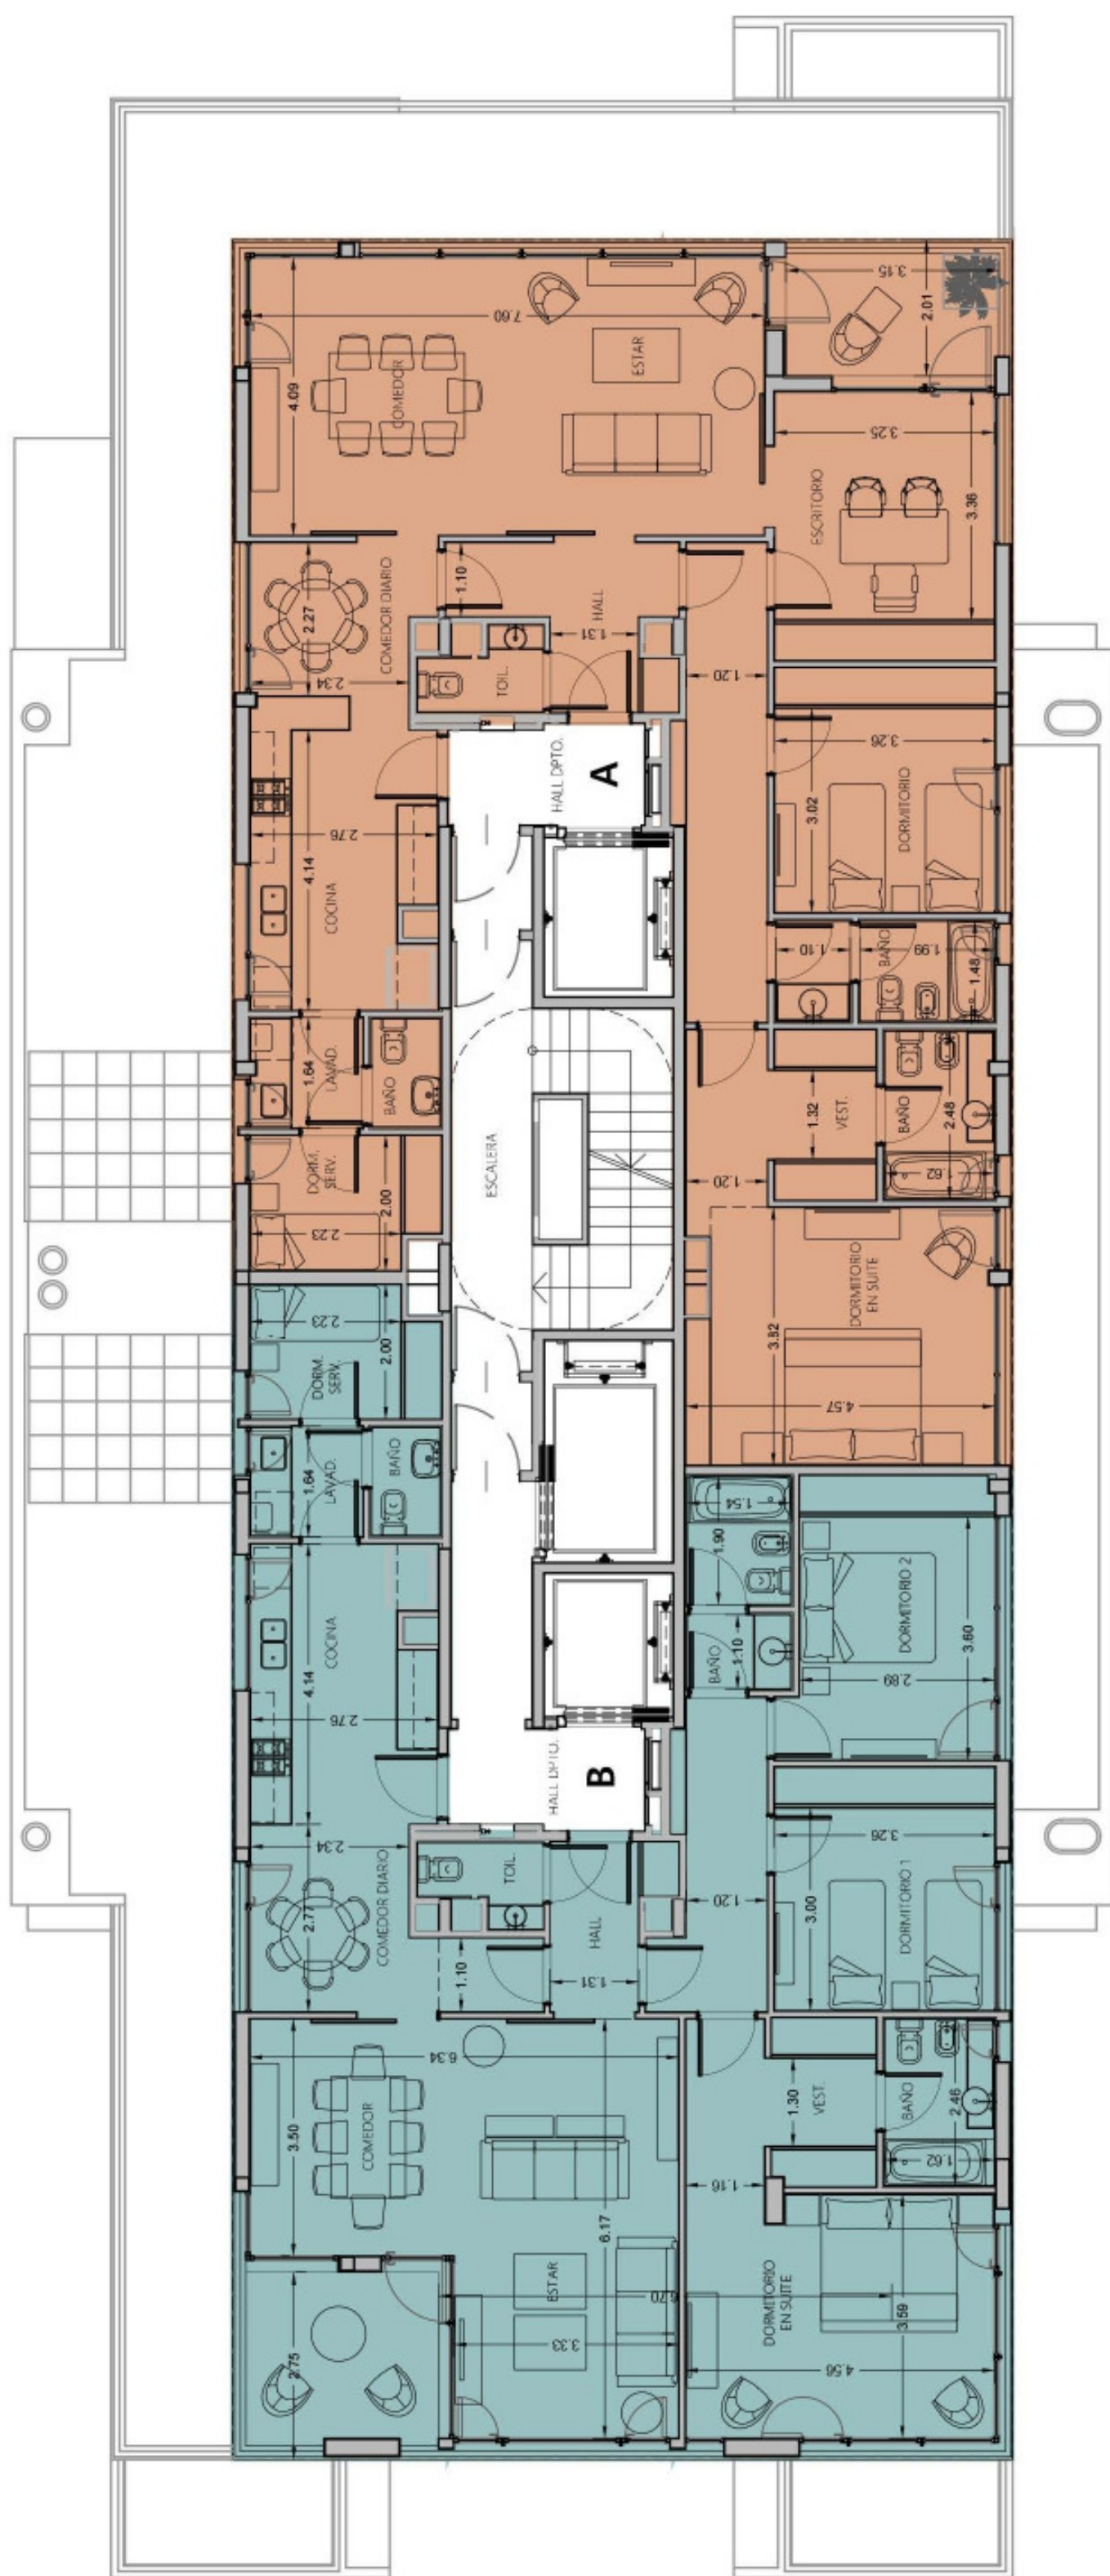 3.15
2.01
7.60
4.09
COMEDOR
ESTAR
3.25
ESCRITORIO
3.36
2.27
COMEDOR DIARIO
2.34
1.10
HALL
1.31
TOIL.
1.20
HALL DPTO.
A
3.26
3.02
DORMITORIO
2.76
4.14
COCINA
1.10
BAÑO
1.99
1.48
1.64
LAVAD.
BAÑO
1.32
VEST.
BAÑO
2.48
1.62
1.20
ESCALERA
DORM.
SERV.
2.00
2.23
DORMITORIO
EN SUITE
3.82
4.57
2.23
2.00
DORM.
SERV.
1.64
LAVAD.
BAÑO
1.54
1.90
BAÑO
1.10
DORMITORIO 2
3.60
2.89
COCINA
4.14
2.76
HALL DPTO.
B
2.34
COMEDOR DIARIO
2.77
TOIL.
HALL
1.10
1.31
1.20
3.26
3.00
DORMITORIO 1
6.34
3.50
COMEDOR
1.30
VEST.
BAÑO
2.46
1.62
1.16
6.17
ESTAR
6.70
3.33
2.75
DORMITORIO
EN SUITE
3.59
4.56